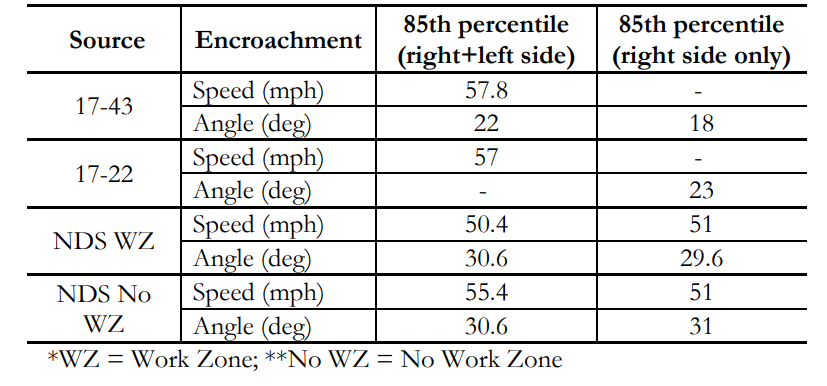 Source Encroachment 85th percentile (right+left side) 85th percentile (right side only)
17-43 Speed (mph) 57.8 -
Angle (deg) 22 18
17-22 Speed (mph) 57 -
Angle (deg) - 23
NDS WZ Speed (mph) 50.4 51
Angle (deg) 30.6 29.6
NDS No WZ Speed (mph) 55.4 51
Angle (deg) 30.6 31
*WZ = Work Zone; **No WZ = No Work Zone